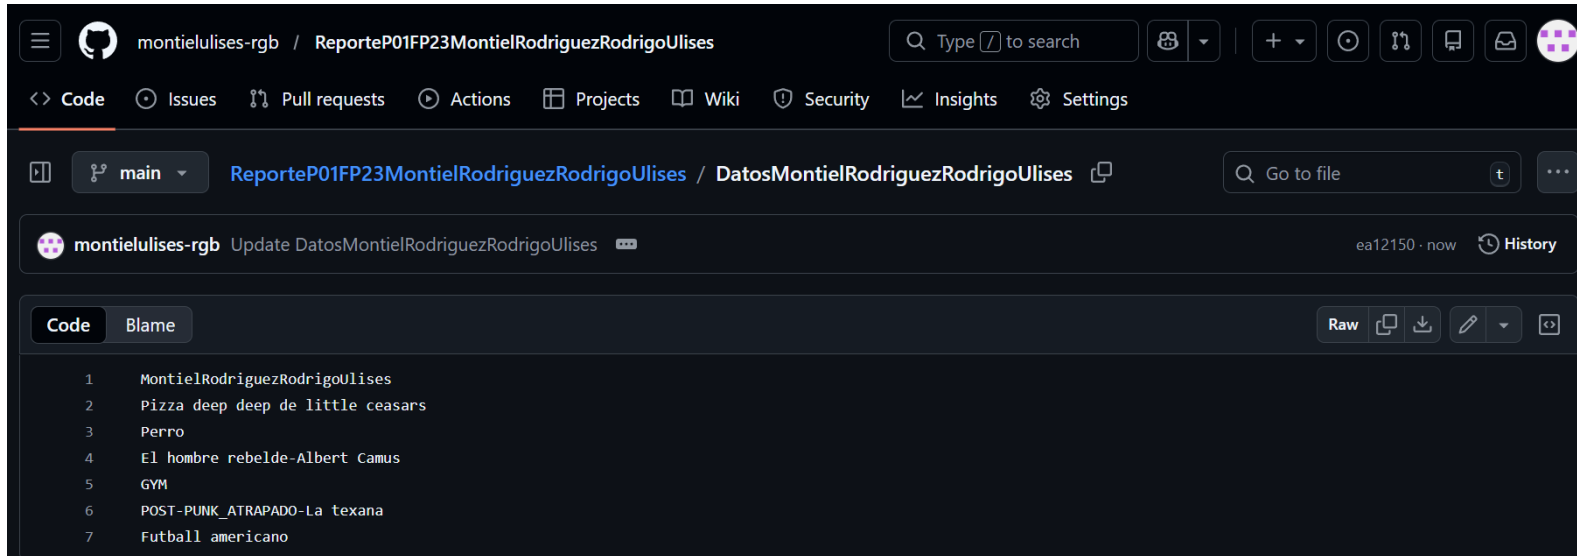 montielulises-rgb / ReporteP01FP23MontielRodriguezRodrigoUlises Type / to search
Code Issues Pull requests Actions Projects Wiki Security Insights Settings
main ReporteP01FP23MontielRodriguezRodrigoUlises / DatosMontielRodriguezRodrigoUlises Go to file t
montielulises-rgb Update DatosMontielRodriguezRodrigoUlises ea12150 · now History
Code Blame Raw
1 MontielRodriguezRodrigoUlises
2 Pizza deep deep de little ceasars
3 Perro
4 El hombre rebelde-Albert Camus
5 GYM
6 POST-PUNK_ATRAPADO-La texana
7 Futball americano